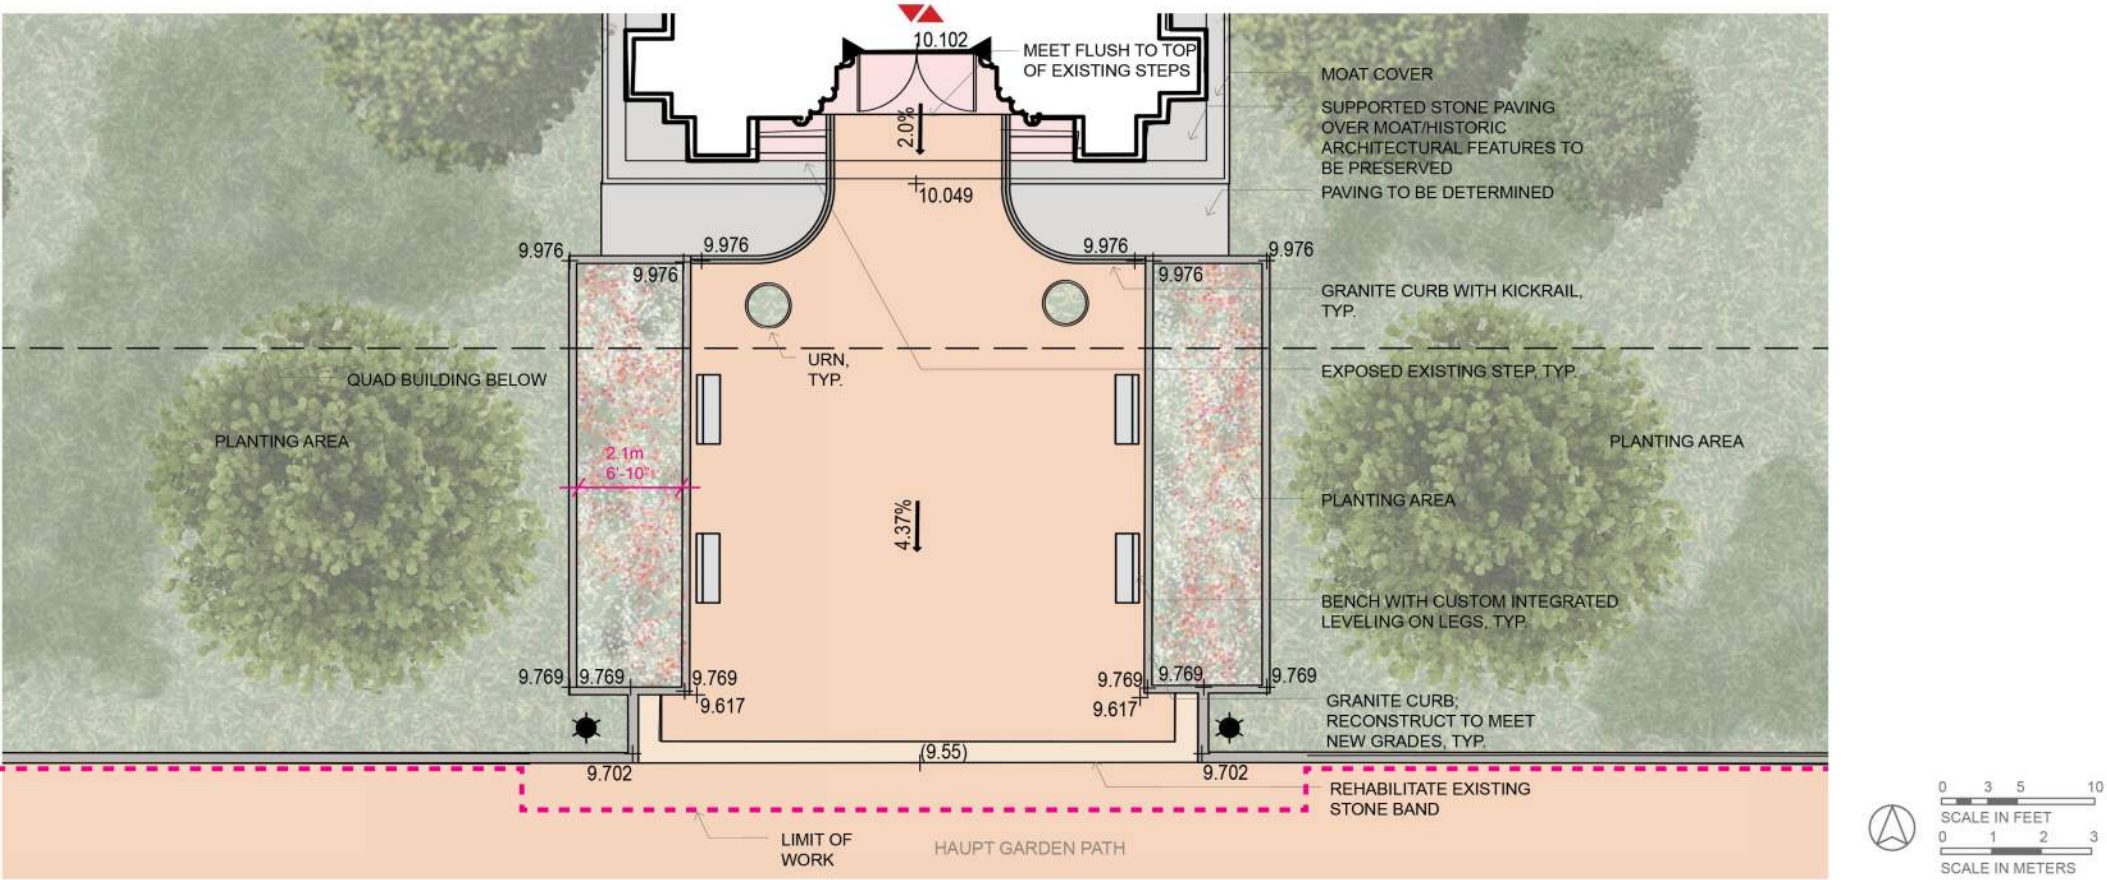 10.102
MEET FLUSH TO TOP
OF EXISTING STEPS
MOAT COVER
SUPPORTED STONE PAVING
OVER MOAT/HISTORIC
ARCHITECTURAL FEATURES TO
BE PRESERVED
2.0%
PAVING TO BE DETERMINED
10.049
9.976
9.976
9.976
9.976
9.976
9.976
GRANITE CURB WITH KICKRAIL,
TYP.
URN,
TYP.
EXPOSED EXISTING STEP, TYP.
QUAD BUILDING BELOW
PLANTING AREA
PLANTING AREA
2.1m
6'-10"
PLANTING AREA
4.37%
BENCH WITH CUSTOM INTEGRATED
LEVELING ON LEGS, TYP.
9.769
9.769
9.769
9.769
9.769
9.769
9.617
9.617
GRANITE CURB;
RECONSTRUCT TO MEET
NEW GRADES, TYP.
(9.55)
9.702
9.702
REHABILITATE EXISTING
STONE BAND
LIMIT OF
WORK
HAUPT GARDEN PATH
0 3 5 10
SCALE IN FEET
0 1 2 3
SCALE IN METERS